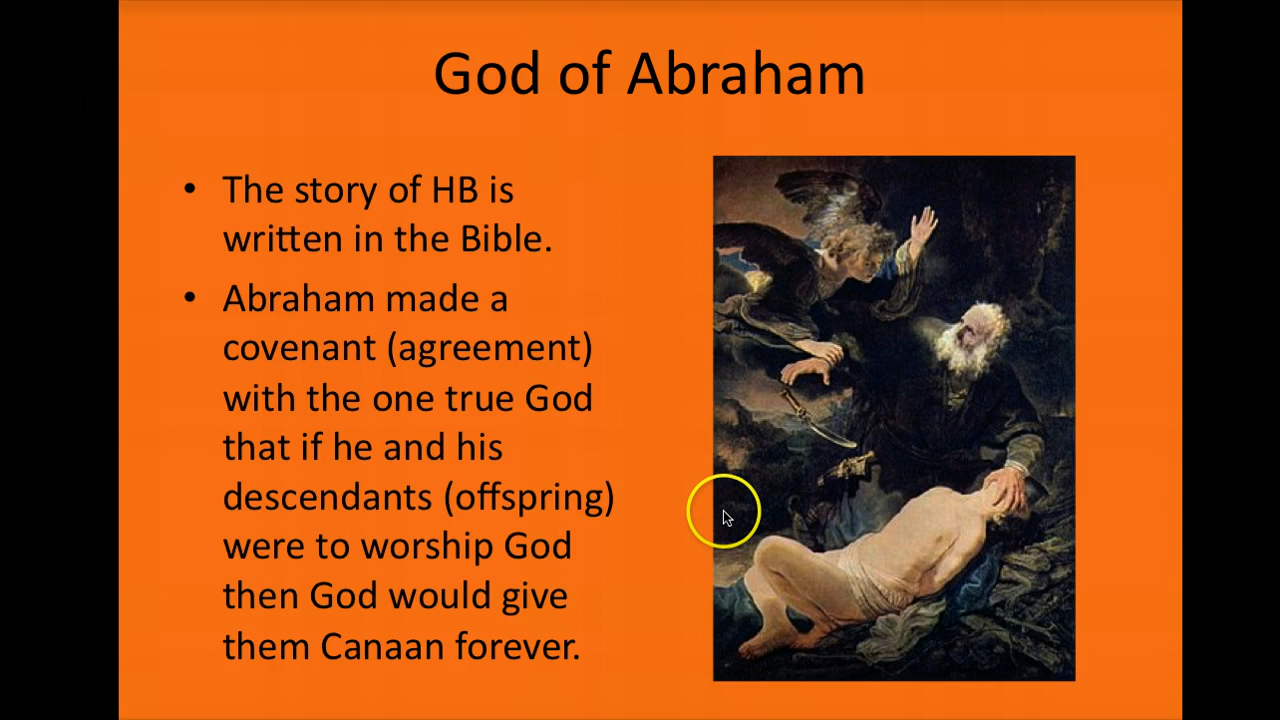 God of Abraham
• The story of HB is
written in the Bible.
• Abraham made a
covenant (agreement)
with the one true God
that if he and his
descendants (offspring)
were to worship God
then God would give
them Canaan forever.